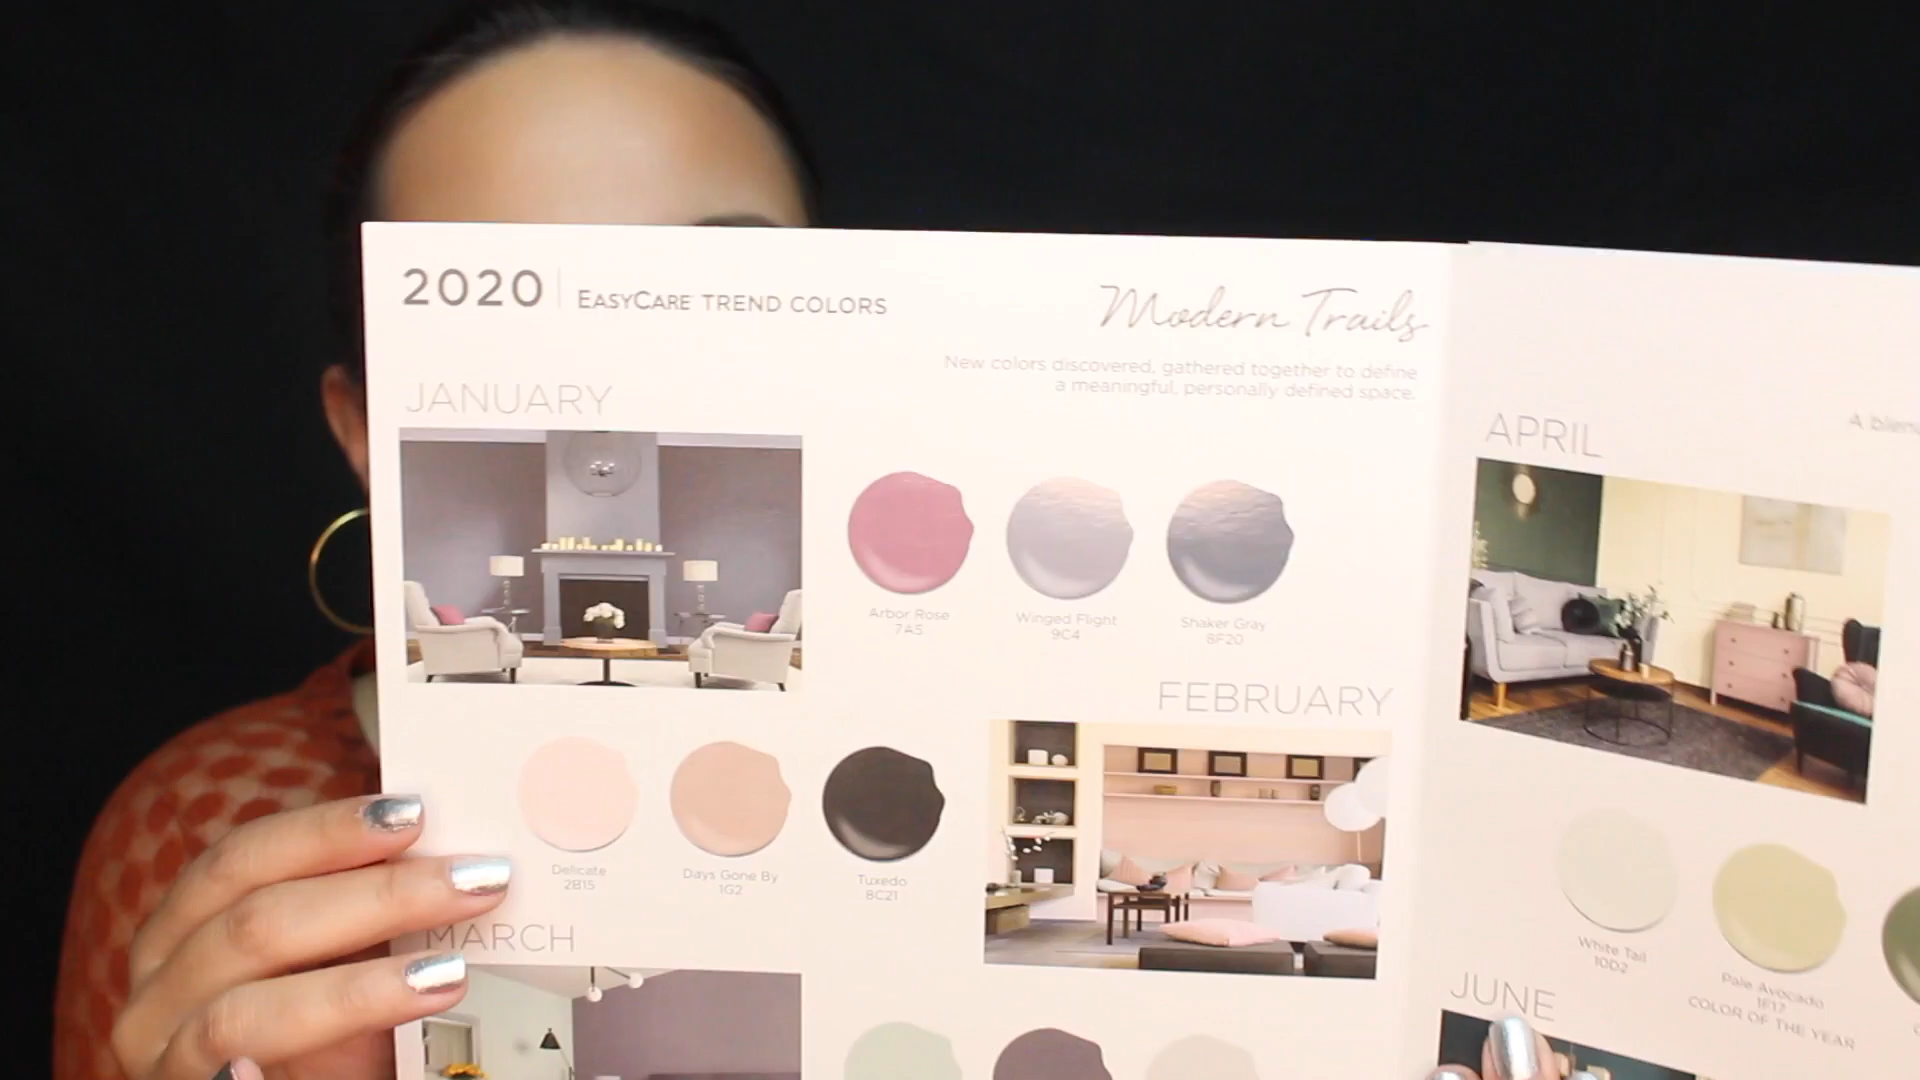 2020 | EASYCARE TREND COLORS
Modern Trails
New colors discovered, gathered together to define
a meaningful, personally defined space.
JANUARY
Arbor Rose
7A5
Winged Flight
9C4
Shaker Gray
8F20
FEBRUARY
Delicate
2B15
Days Gone By
1G2
Tuxedo
8C21
MARCH
A blen
APRIL
White Tail
10D2
Pale Avocado
1E17
COLOR OF THE YEAR
JUNE